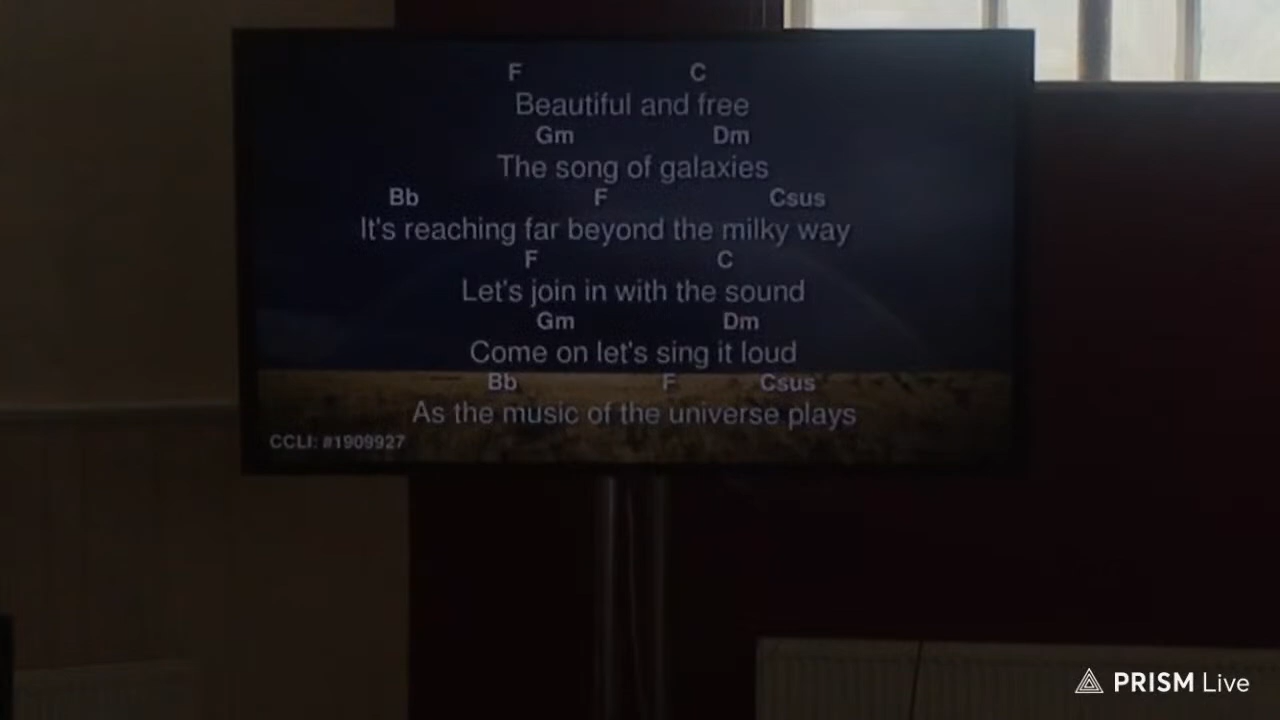 F C
Beautiful and free
Gm Dm
The song of galaxies
Bb F Csus
It's reaching far beyond the milky way
F C
Let's join in with the sound
Gm Dm
Come on let's sing it loud
Bb F Csus
As the music of the universe plays
CCLI: #1909927
PRISM Live